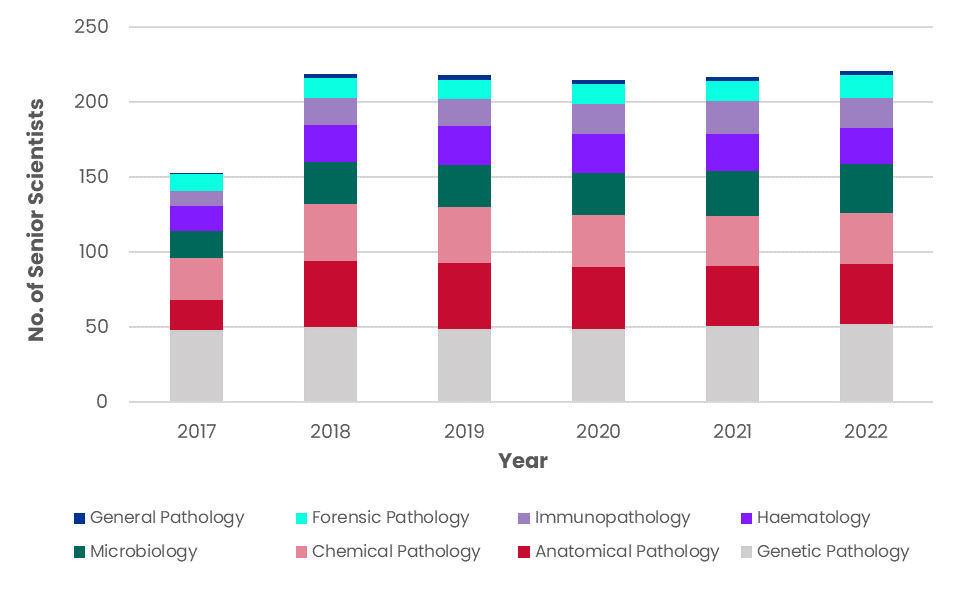 250
200
150
100
50
0
No. of Senior Scientists
2017 2018 2019 2020 2021 2022
Year
General Pathology Forensic Pathology Immunopathology Haematology
Microbiology Chemical Pathology Anatomical Pathology Genetic Pathology